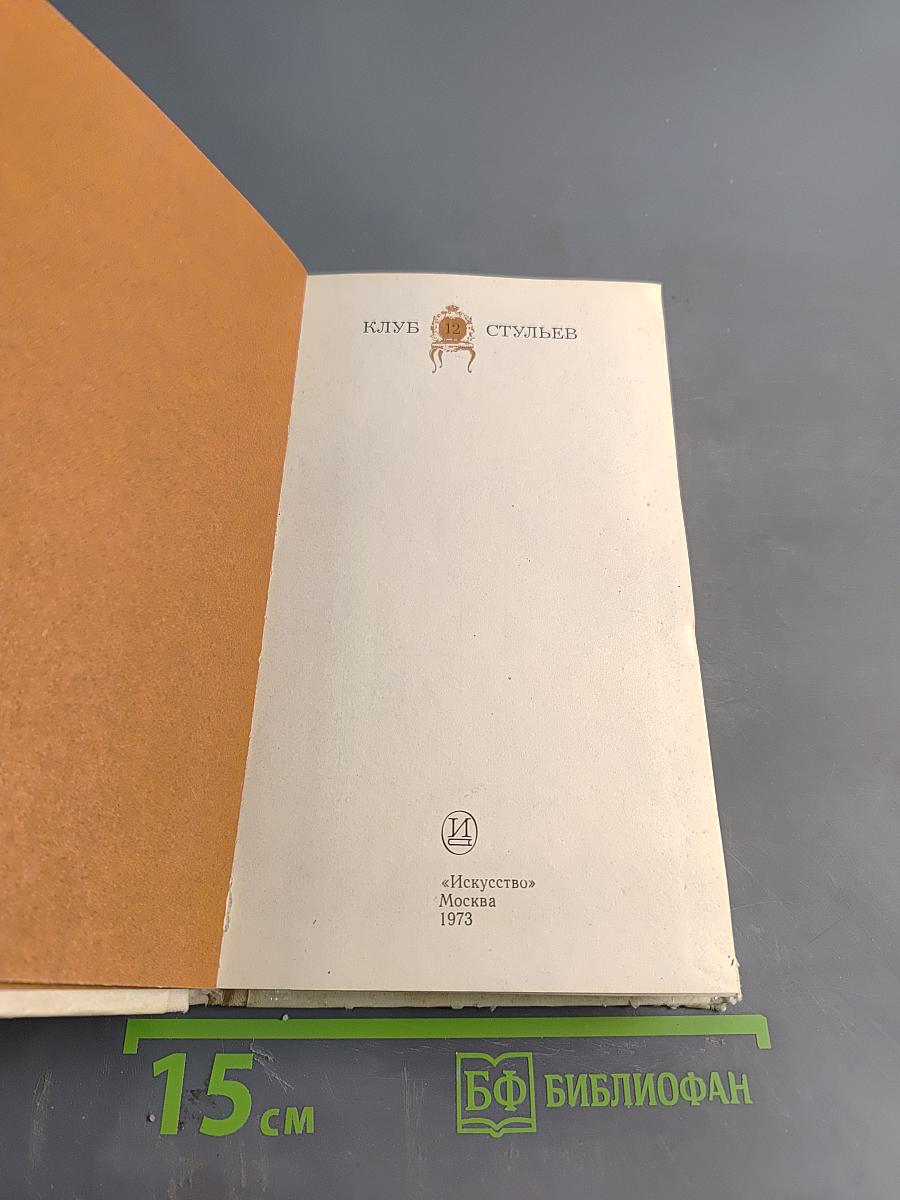 КЛУБ 12 СТУЛЬЕВ
И
«Искусство»
Москва
1973
15 см
БФ БИБЛИОФАН